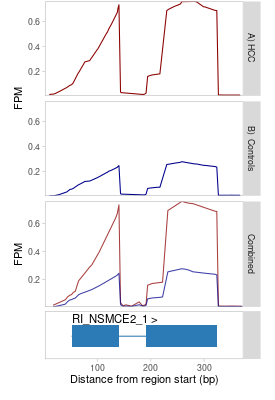 0.6
0.4
0.2
FPM
A) HCC
0.6
0.4
0.2
B) Controls
0.6
0.4
0.2
FPM
Combined
RI_NSMCE2_1 >
100 200 300
Distance from region start (bp)